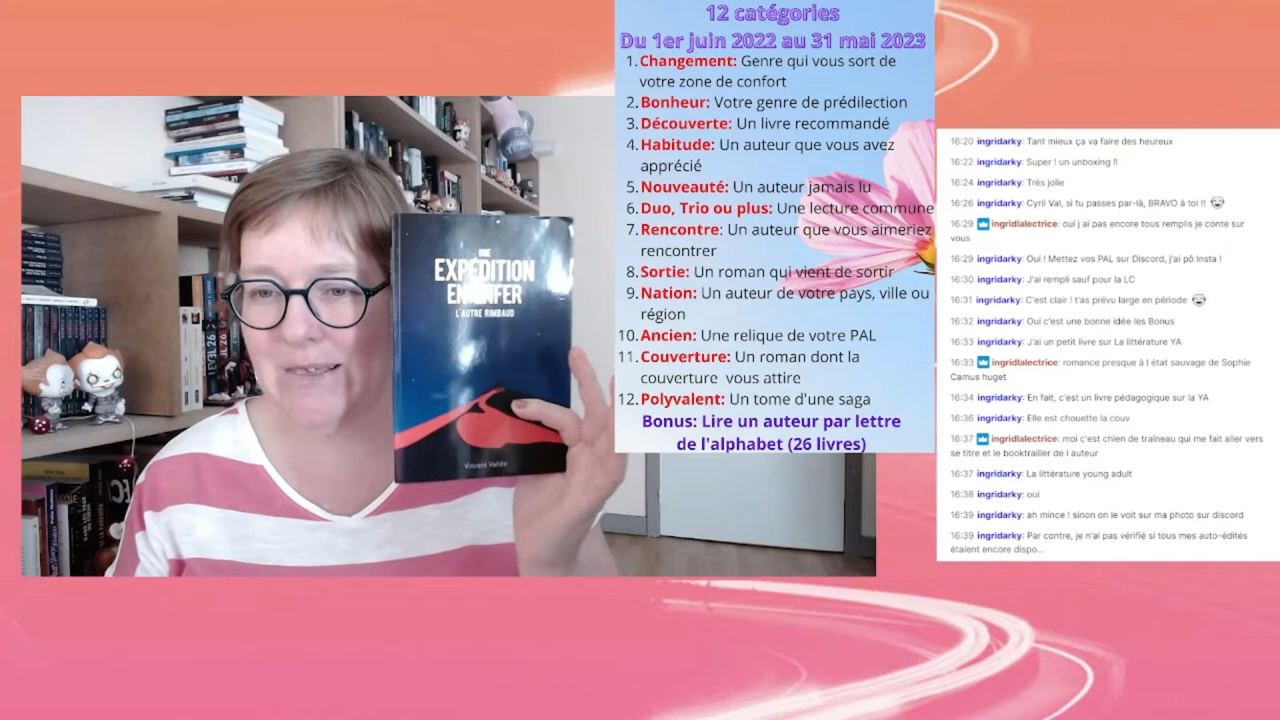 12 catégories
Du 1er juin 2022 au 31 mai 2023
1. Changement: Genre qui vous sort de
votre zone de confort
2. Bonheur: Votre genre de prédilection
3. Découverte: Un livre recommandé
4. Habitude: Un auteur que vous avez
apprécié
5. Nouveauté: Un auteur jamais lu
6. Duo, Trio ou plus: Une lecture commune
7. Rencontre: Un auteur que vous aimeriez
rencontrer
8. Sortie: Un roman qui vient de sortir
9. Nation: Un auteur de votre pays, ville ou
région
10. Ancien: Une relique de votre PAL
11. Couverture: Un roman dont la
couverture vous attire
12. Polyvalent: Un tome d'une saga
Bonus: Lire un auteur par lettre
de l'alphabet (26 livres)
UNE
EXPÉDITION
EN ENFER
L'AUTRE RIMBAUD
Vincent Vallée
16:20 ingridarky: Tant mieux ça va faire des heureux
16:22 ingridarky: Super ! un unboxing !!
16:24 ingridarky: Très jolie
16:26 ingridarky: Cyril Val, si tu passes par-là, BRAVO à toi !!
16:29 ingridlalectrice: oui j ai pas encore tous remplis je conte sur
vous
16:29 ingridarky: Oui ! Mettez vos PAL sur Discord, j'ai pô Insta !
16:30 ingridarky: J'ai rempli sauf pour la LC
16:31 ingridarky: C'est clair ! t'as prévu large en période
16:32 ingridarky: Oui c'est une bonne idée les Bonus
16:33 ingridarky: J'ai un petit livre sur La littérature YA
16:33 ingridlalectrice: romance presque à l état sauvage de Sophie
Camus huget
16:34 ingridarky: En fait, c'est un livre pédagogique sur la YA
16:36 ingridarky: Elle est chouette la couv
16:37 ingridlalectrice: moi c'est chien de traîneau qui me fait aller vers
se titre et le booktrailler de l auteur
16:37 ingridarky: La littérature young adult
16:38 ingridarky: oui
16:39 ingridarky: ah mince ! sinon on le voit sur ma photo sur discord
16:39 ingridarky: Par contre, je n'ai pas vérifié si tous mes auto-édités
étaient encore dispo...
LEVEL 26